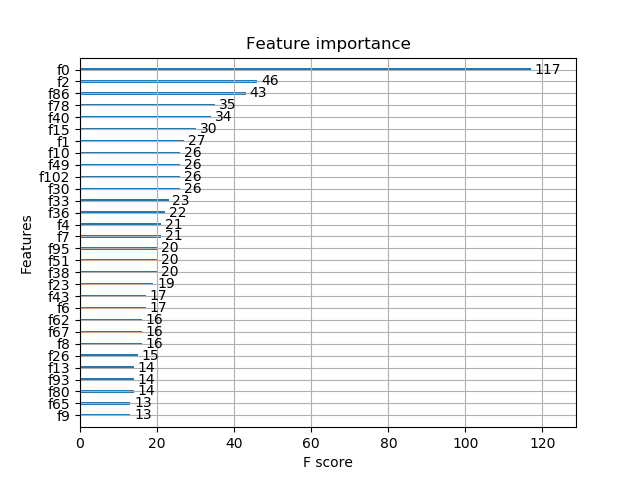 Feature importance
f0 117
f2 46
f86 43
f78 35
f40 34
f15 30
f1 27
f10 26
f49 26
f102 26
f30 26
f33 23
f36 22
f4 21
f7 21
f95 20
f51 20
f38 20
f23 19
f43 17
f6 17
f62 16
f67 16
f8 16
f26 15
f13 14
f93 14
f80 14
f65 13
f9 13
Features
0 20 40 60 80 100 120
F score